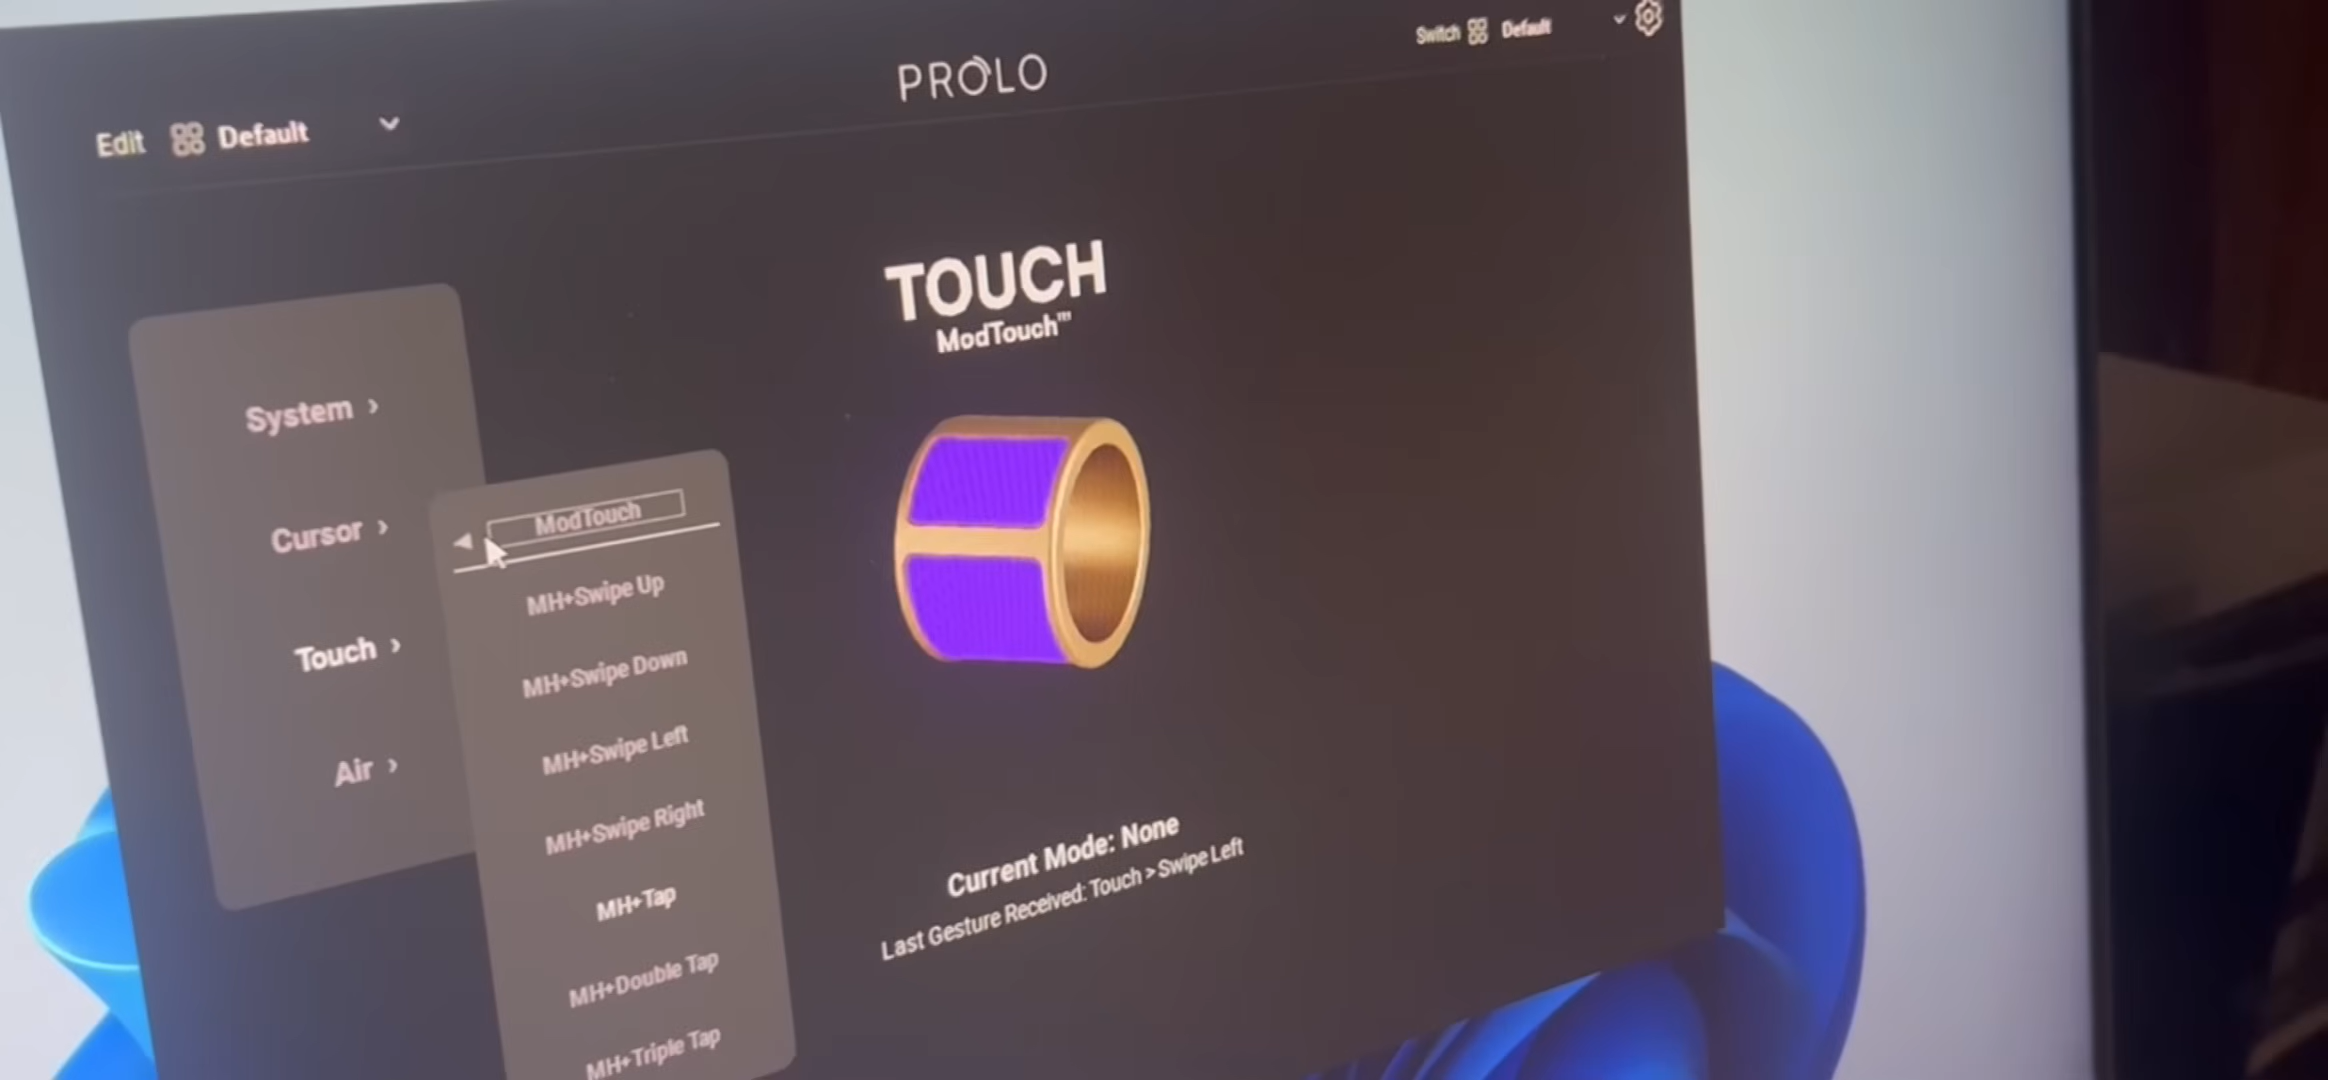 PROLO
Switch Default
Edit Default
TOUCH
ModTouch™
System ›
Cursor ›
Touch ›
Air ›
ModTouch
MH+Swipe Up
MH+Swipe Down
MH+Swipe Left
MH+Swipe Right
MH+Tap
MH+Double Tap
MH+Triple Tap
Current Mode: None
Last Gesture Received: Touch > Swipe Left